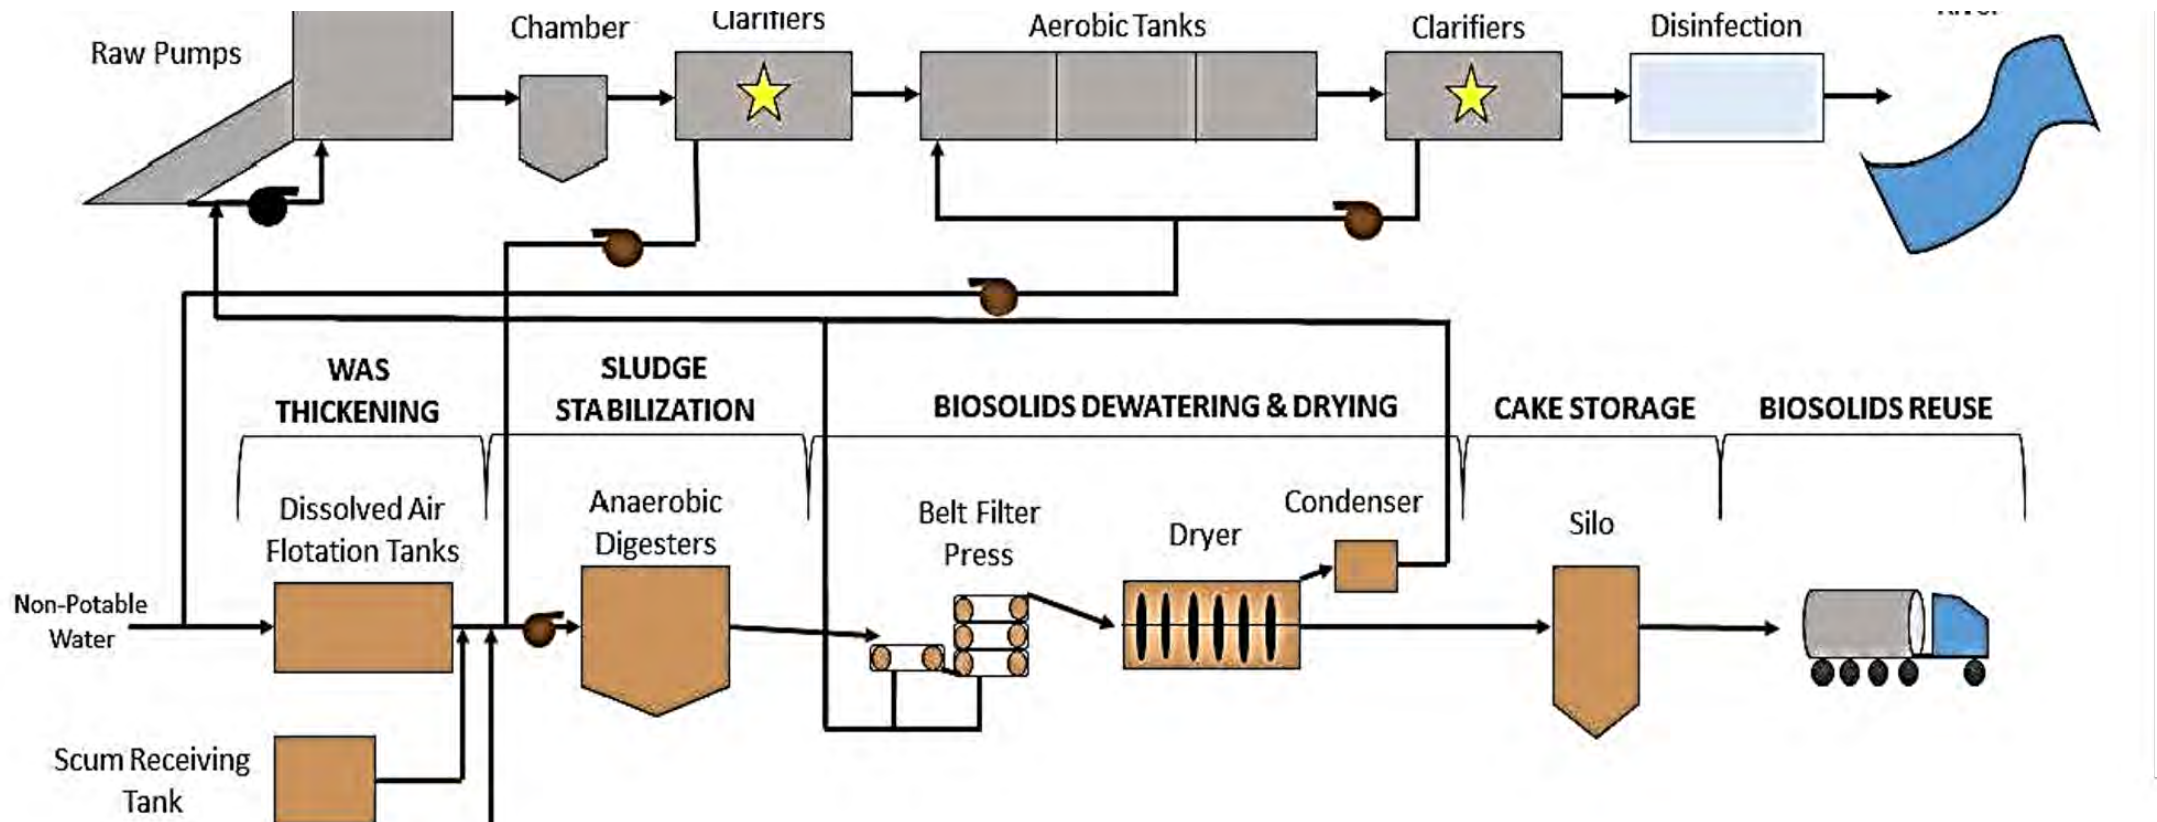 Raw Pumps
Chamber
Clarifiers
Aerobic Tanks
Clarifiers
Disinfection
WAS
THICKENING
SLUDGE
STABILIZATION
BIOSOLIDS DEWATERING & DRYING
CAKE STORAGE
BIOSOLIDS REUSE
Dissolved Air
Flotation Tanks
Anaerobic
Digesters
Belt Filter
Press
Dryer
Condenser
Silo
Non-Potable
Water
Scum Receiving
Tank